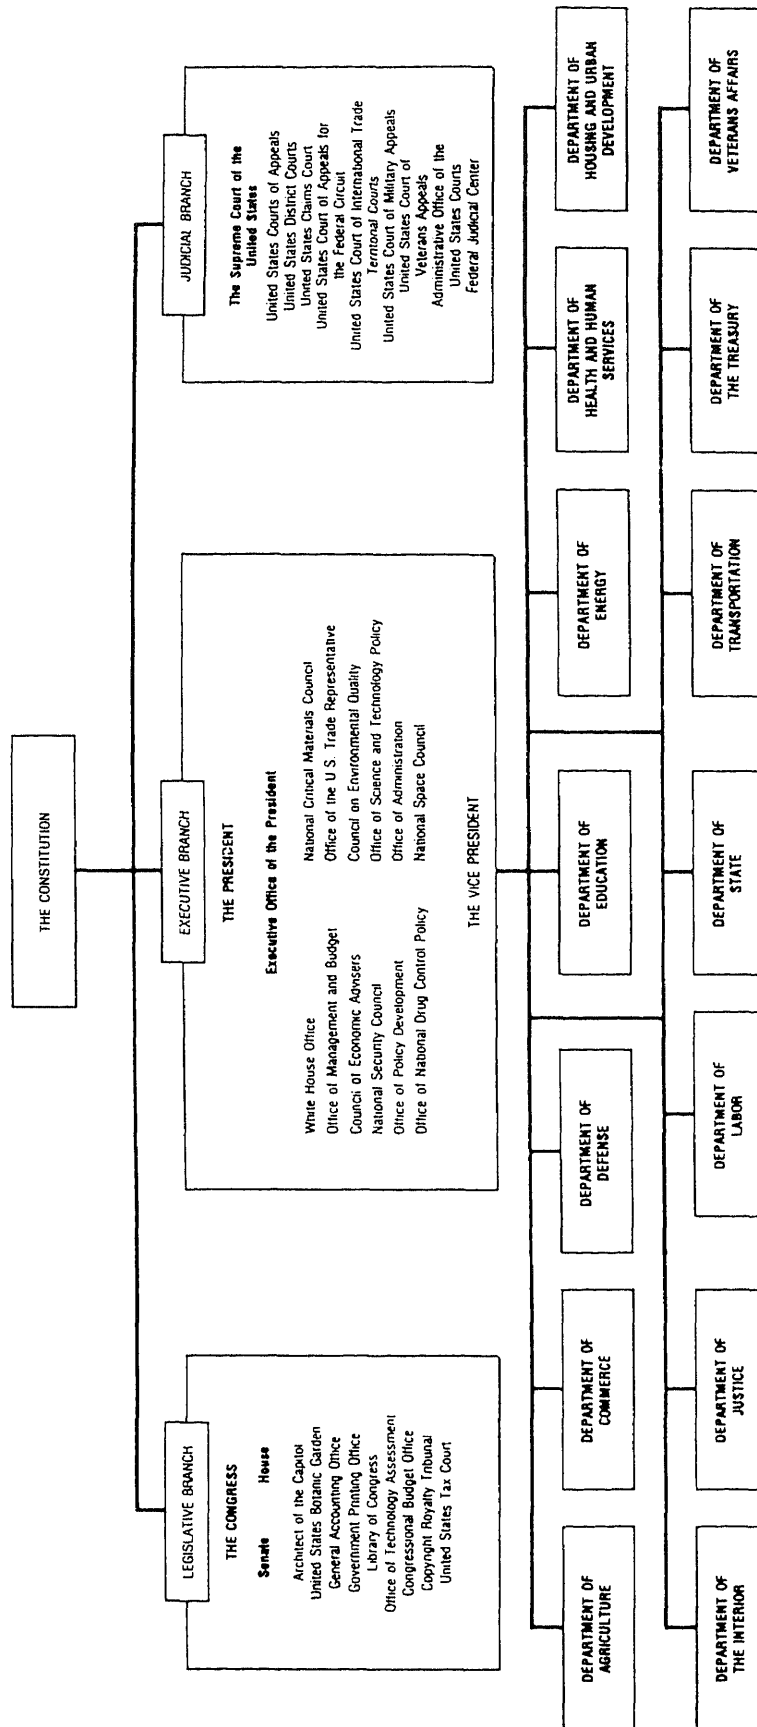 THE CONSTITUTION
LEGISLATIVE BRANCH
THE CONGRESS
Senate House
Architect of the Capitol
United States Botanic Garden
General Accounting Office
Government Printing Office
Library of Congress
Office of Technology Assessment
Congressional Budget Office
Copyright Royalty Tribunal
United States Tax Court
EXECUTIVE BRANCH
THE PRESIDENT
Executive Office of the President
White House Office
Office of Management and Budget
Council of Economic Advisers
National Security Council
Office of Policy Development
Office of National Drug Control Policy
National Critical Materials Council
Office of the U.S. Trade Representative
Council on Environmental Quality
Office of Science and Technology Policy
Office of Administration
National Space Council
THE VICE PRESIDENT
JUDICIAL BRANCH
The Supreme Court of the
United States
United States Courts of Appeals
United States District Courts
United States Claims Court
United States Court of Appeals for
the Federal Circuit
United States Court of International Trade
Territorial Courts
United States Court of Military Appeals
United States Court of
Veterans Appeals
Administrative Office of the
United States Courts
Federal Judicial Center
DEPARTMENT OF
AGRICULTURE
DEPARTMENT OF
COMMERCE
DEPARTMENT OF
DEFENSE
DEPARTMENT OF
EDUCATION
DEPARTMENT OF
ENERGY
DEPARTMENT OF
HEALTH AND HUMAN
SERVICES
DEPARTMENT OF
HOUSING AND URBAN
DEVELOPMENT
DEPARTMENT OF
THE INTERIOR
DEPARTMENT OF
JUSTICE
DEPARTMENT OF
LABOR
DEPARTMENT OF
STATE
DEPARTMENT OF
TRANSPORTATION
DEPARTMENT OF
THE TREASURY
DEPARTMENT OF
VETERANS AFFAIRS